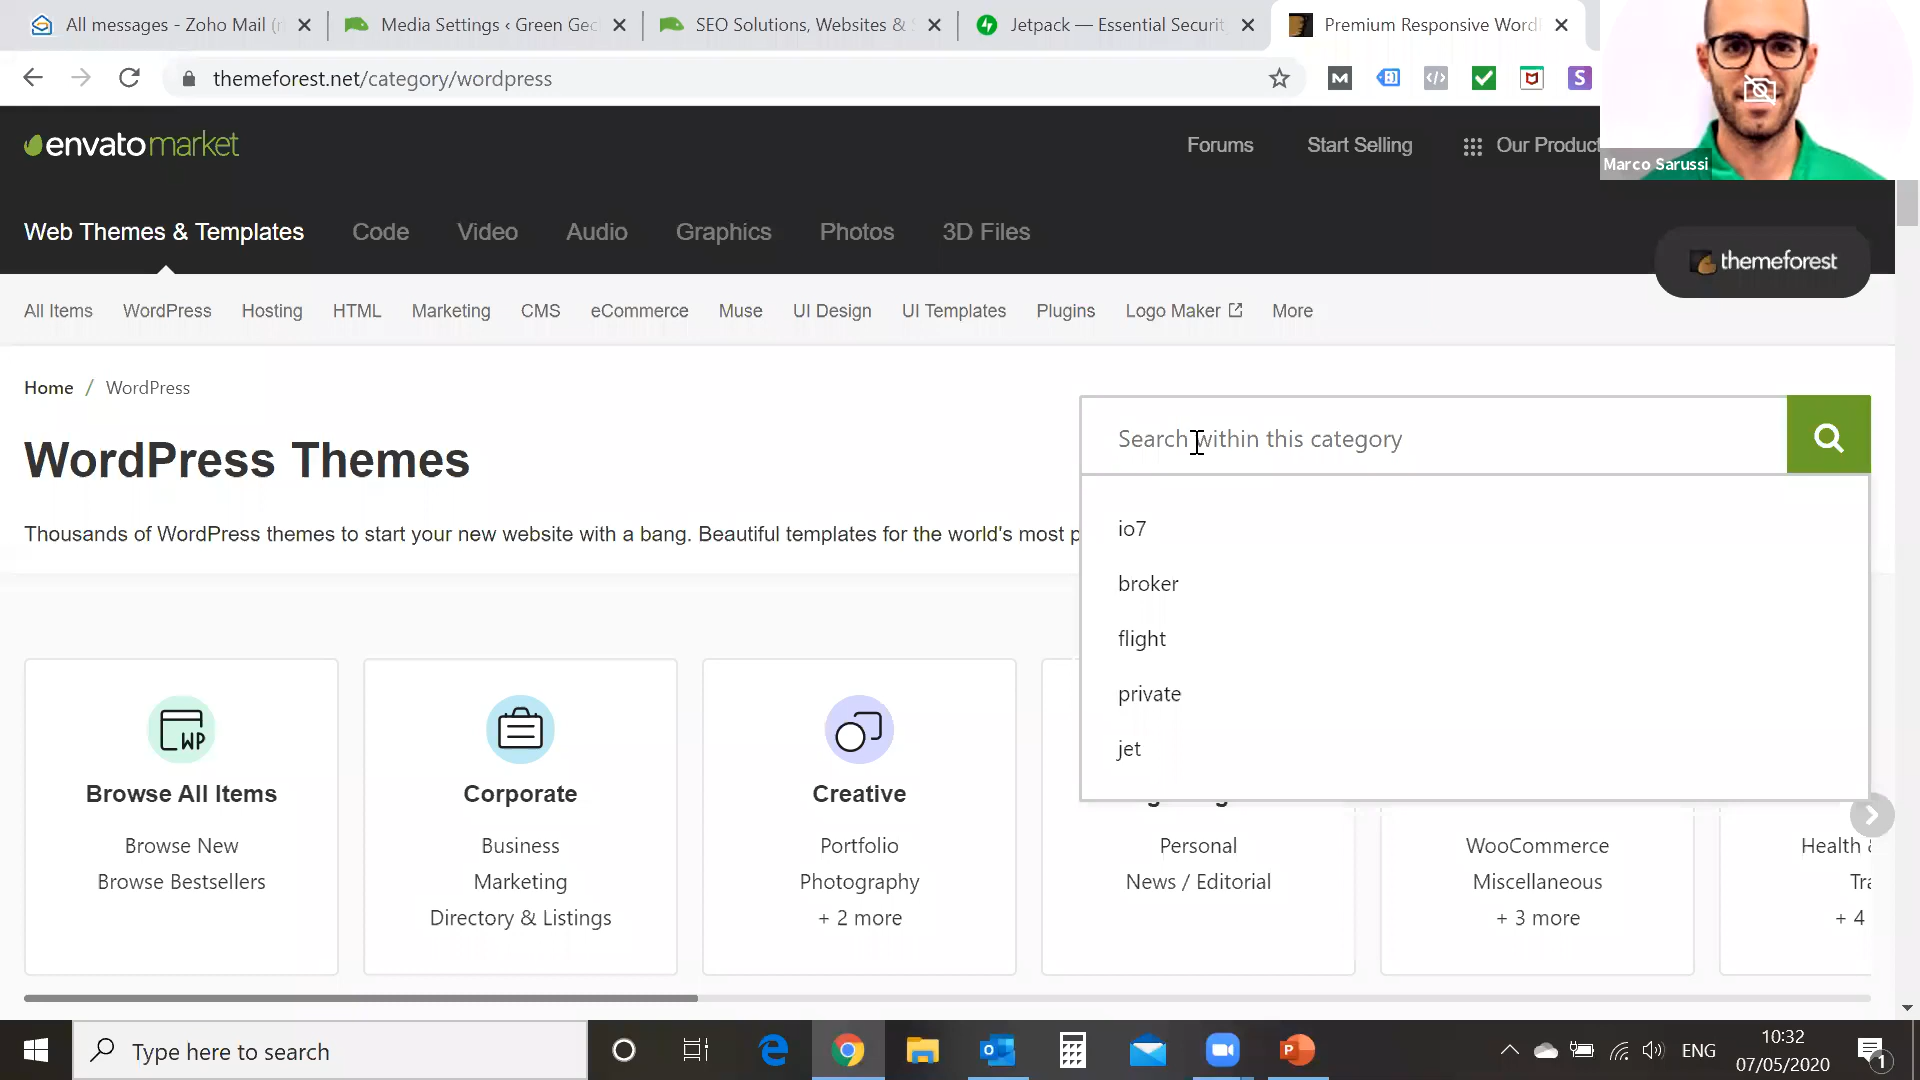 All messages - Zoho Mail (
Media Settings ‹ Green Gec
SEO Solutions, Websites &
Jetpack — Essential Securit
Premium Responsive Word
themeforest.net/category/wordpress
envato market
Forums
Start Selling
Our Product
Marco Sarussi
Web Themes & Templates
Code
Video
Audio
Graphics
Photos
3D Files
themeforest
All Items
WordPress
Hosting
HTML
Marketing
CMS
eCommerce
Muse
UI Design
UI Templates
Plugins
Logo Maker
More
Home / WordPress
WordPress Themes
Search within this category
Thousands of WordPress themes to start your new website with a bang. Beautiful templates for the world's most p
io7
broker
flight
private
jet
WP
Browse All Items
Browse New
Browse Bestsellers
Corporate
Business
Marketing
Directory & Listings
Creative
Portfolio
Photography
+ 2 more
Personal
News / Editorial
WooCommerce
Miscellaneous
+ 3 more
Health &
Tra
+ 4
Type here to search
ENG
10:32
07/05/2020
1